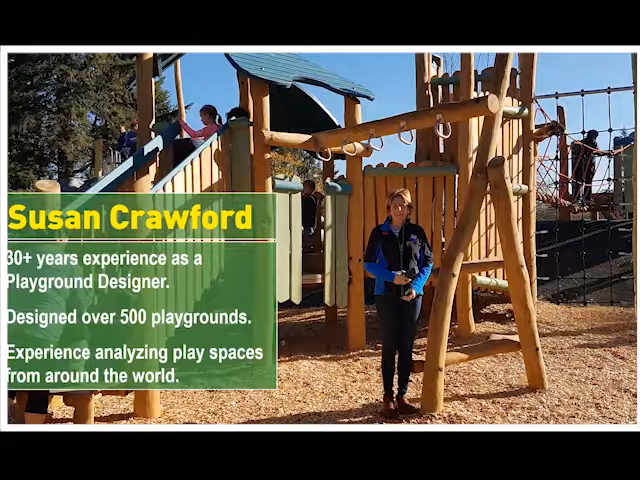 Susan Crawford
30+ years experience as a
Playground Designer.
Designed over 500 playgrounds.
Experience analyzing play spaces
from around the world.